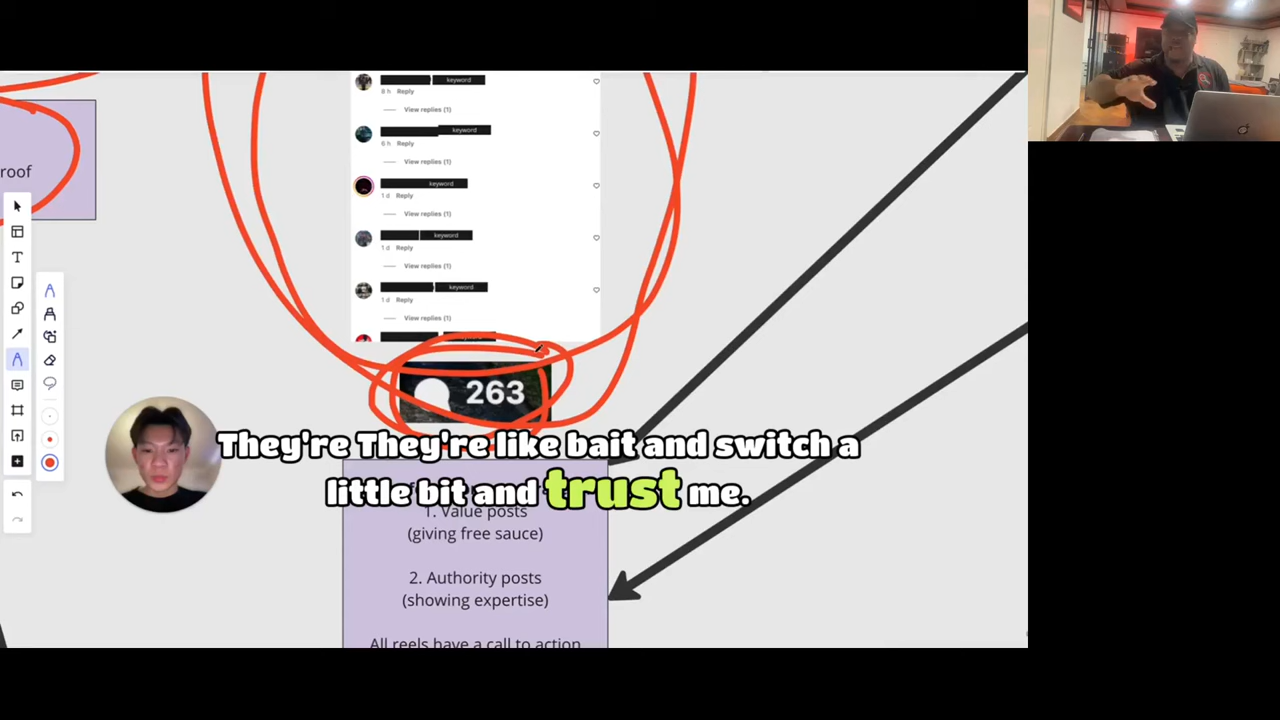 keyword
8 h Reply
View replies (1)
keyword
6 h Reply
View replies (1)
keyword
1 d Reply
View replies (1)
keyword
1 d Reply
View replies (1)
keyword
1 d Reply
View replies (1)
roof
263
They're They're like bait and switch a
little bit and trust me.
1. Value posts
(giving free sauce)
2. Authority posts
(showing expertise)
All reels have a call to action